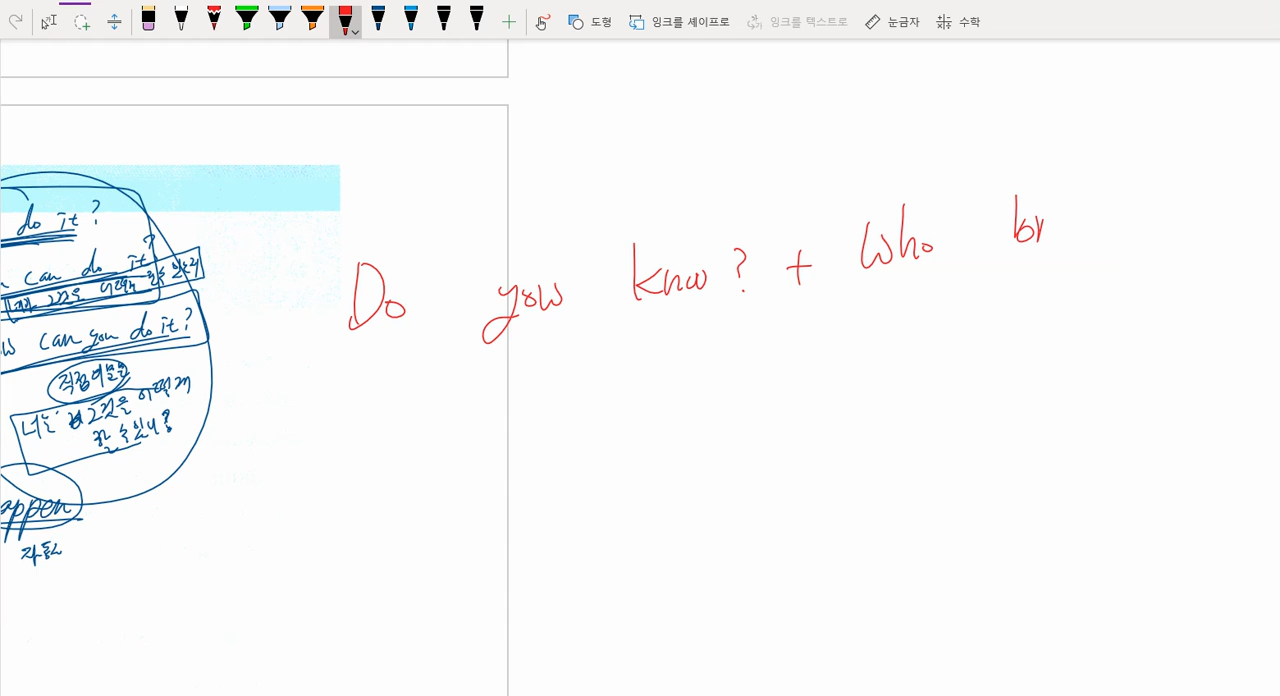 도형 잉크를 셰이프로 잉크를 텍스트로 눈금자 수학
do it?
can do it?
can you do it?
직접의문문
너는 그것을 어떻게
할 수 있니?
appen
자동
Do you know? + Who br